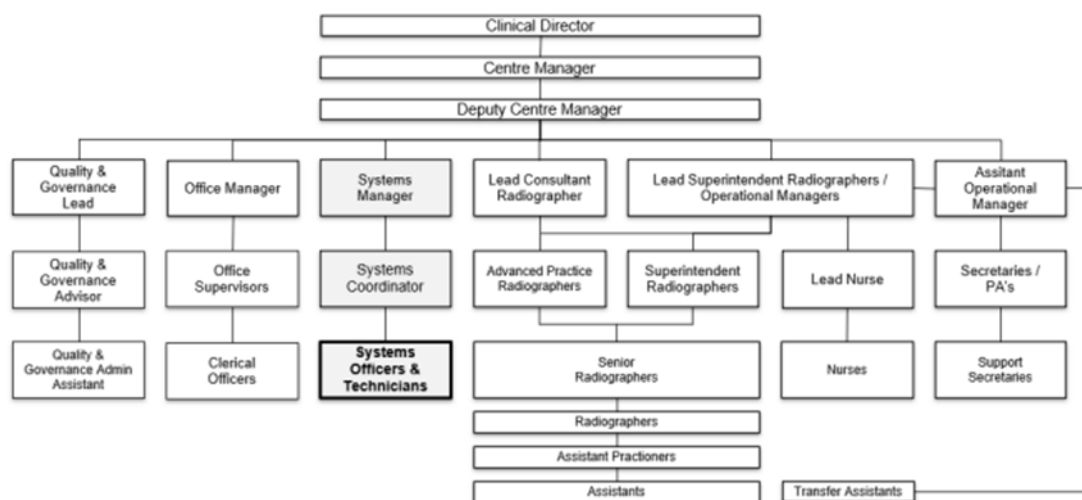 Clinical Director
Centre Manager
Deputy Centre Manager
Quality &
Governance
Lead
Office Manager
Systems
Manager
Lead Consultant
Radiographer
Lead Superintendent Radiographers /
Operational Managers
Assitant
Operational
Manager
Quality &
Governance
Advisor
Office
Supervisors
Systems
Coordinator
Advanced Practice
Radiographers
Superintendent
Radiographers
Lead Nurse
Secretaries /
PA's
Quality &
Governance Admin
Assistant
Clerical
Officers
Systems
Officers &
Technicians
Senior
Radiographers
Nurses
Support
Secretaries
Radiographers
Assistant Practioners
Assistants
Transfer Assistants